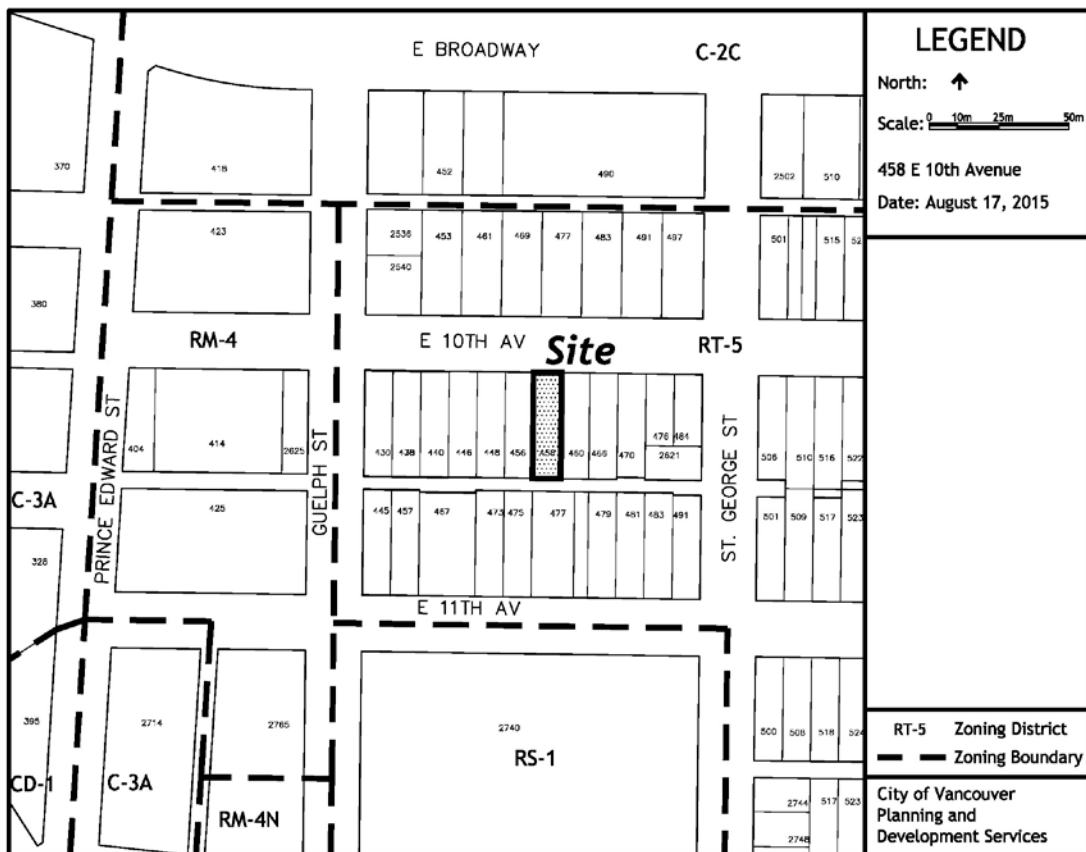 E BROADWAY
C-2C
370
418
452
490
2502
510
423
2536
2540
453
461
469
477
483
491
497
501
515
52
380
RM-4
E 10TH AV
Site
RT-5
PRINCE EDWARD ST
GUELPH ST
ST. GEORGE ST
404
414
2625
430
438
440
446
448
456
458
460
466
470
476
484
2621
506
510
516
522
C-3A
425
445
457
467
473
475
477
479
481
483
491
501
509
517
523
328
E 11TH AV
395
2714
2765
2740
RS-1
500
508
518
524
CD-1
C-3A
RM-4N
2744
517
523
2748
LEGEND
North:
Scale: 0 10m 25m 50m
458 E 10th Avenue
Date: August 17, 2015
RT-5 Zoning District
Zoning Boundary
City of Vancouver
Planning and
Development Services